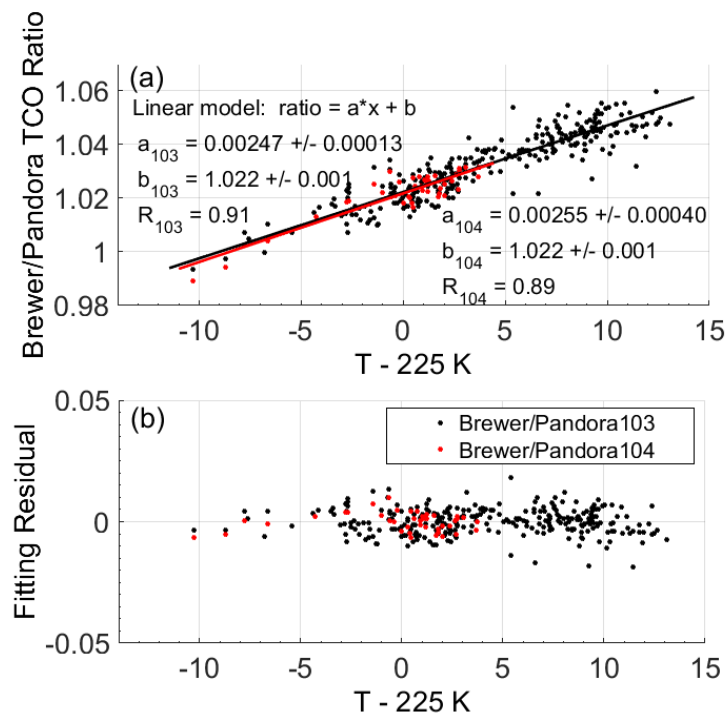 (a)
Linear model: ratio = a*x + b
a103 = 0.00247 +/- 0.00013
b103 = 1.022 +/- 0.001
R103 = 0.91
a104 = 0.00255 +/- 0.00040
b104 = 1.022 +/- 0.001
R104 = 0.89
Brewer/Pandora TCO Ratio
1.06
1.04
1.02
1
0.98
-10 -5 0 5 10 15
T - 225 K
(b)
Brewer/Pandora103
Brewer/Pandora104
Fitting Residual
0.05
0
-0.05
-10 -5 0 5 10 15
T - 225 K